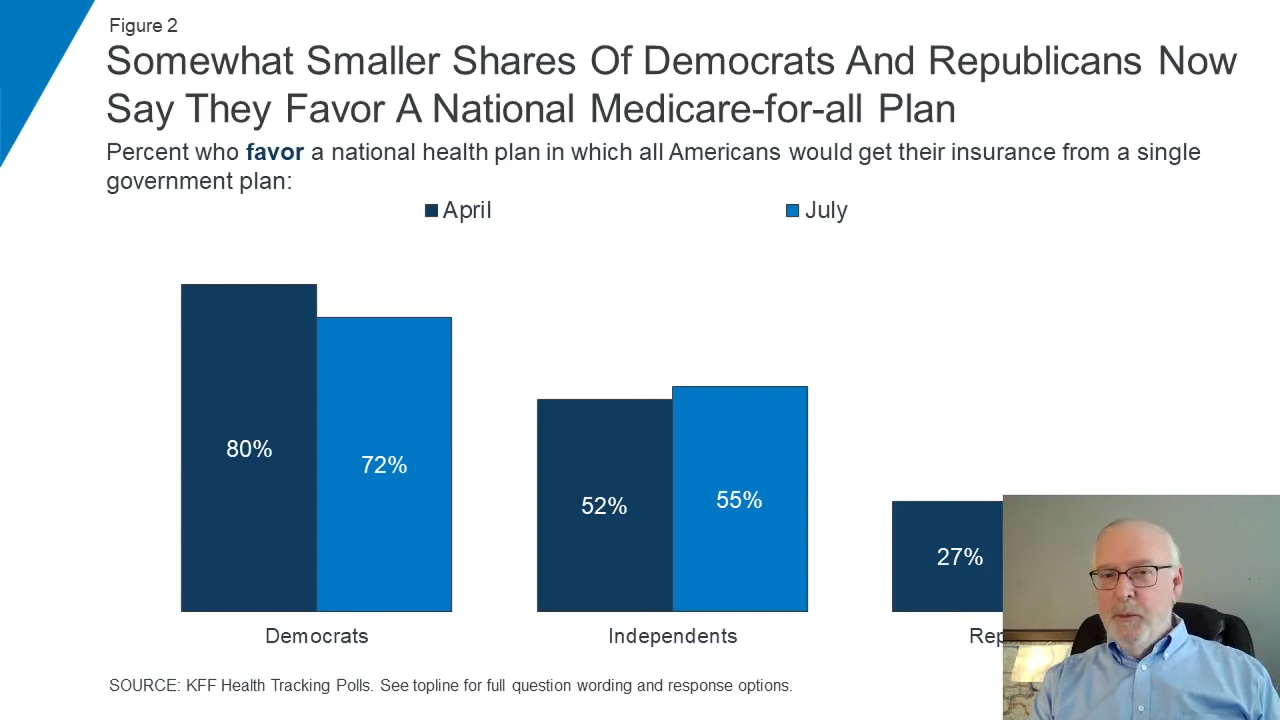 Figure 2
Somewhat Smaller Shares Of Democrats And Republicans Now
Say They Favor A National Medicare-for-all Plan
Percent who favor a national health plan in which all Americans would get their insurance from a single
government plan:
April July
80%
72%
52%
55%
27%
Democrats Independents Rep
SOURCE: KFF Health Tracking Polls. See topline for full question wording and response options.